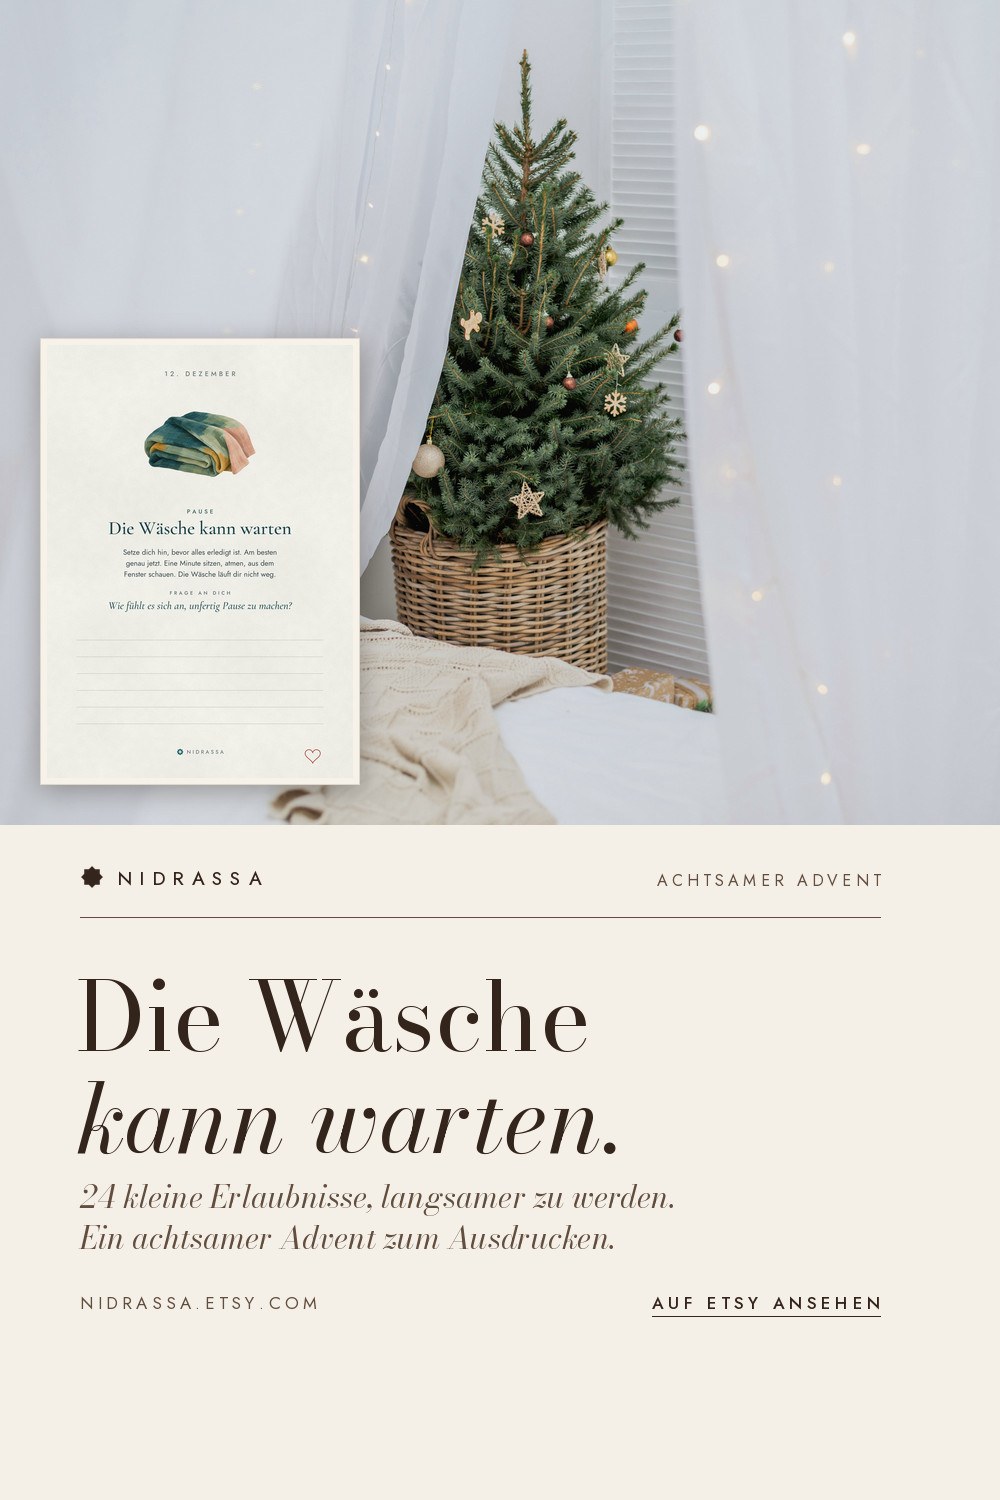 12. DEZEMBER
PAUSE
Die Wäsche kann warten
Setze dich hin, bevor alles erledigt ist. Am besten
genau jetzt. Eine Minute sitzen, atmen, aus dem
Fenster schauen. Die Wäsche läuft dir nicht weg.
FRAGE AN DICH
Wie fühlt es sich an, unfertig Pause zu machen?
NIDRASSA
NIDRASSA
ACHTSAMER ADVENT
Die Wäsche
kann warten.
24 kleine Erlaubnisse, langsamer zu werden.
Ein achtsamer Advent zum Ausdrucken.
NIDRASSA.ETSY.COM
AUF ETSY ANSEHEN